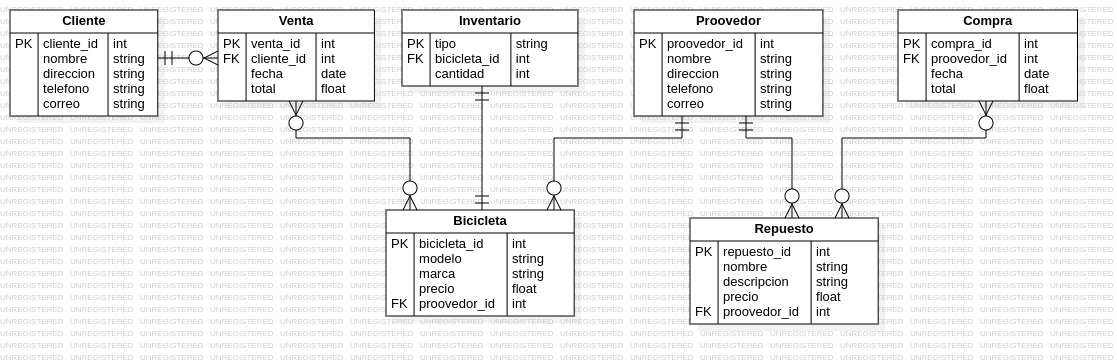 Cliente
PK cliente_id int
nombre string
direccion string
telefono string
correo string
Venta
PK venta_id int
FK cliente_id int
fecha date
total float
Inventario
PK tipo string
FK bicicleta_id int
cantidad int
Proovedor
PK proovedor_id int
nombre string
direccion string
telefono string
correo string
Compra
PK compra_id int
FK proovedor_id int
fecha date
total float
Bicicleta
PK bicicleta_id int
modelo string
marca string
precio float
FK proovedor_id int
Repuesto
PK repuesto_id int
nombre string
descripcion string
precio float
FK proovedor_id int
UNREGISTERED